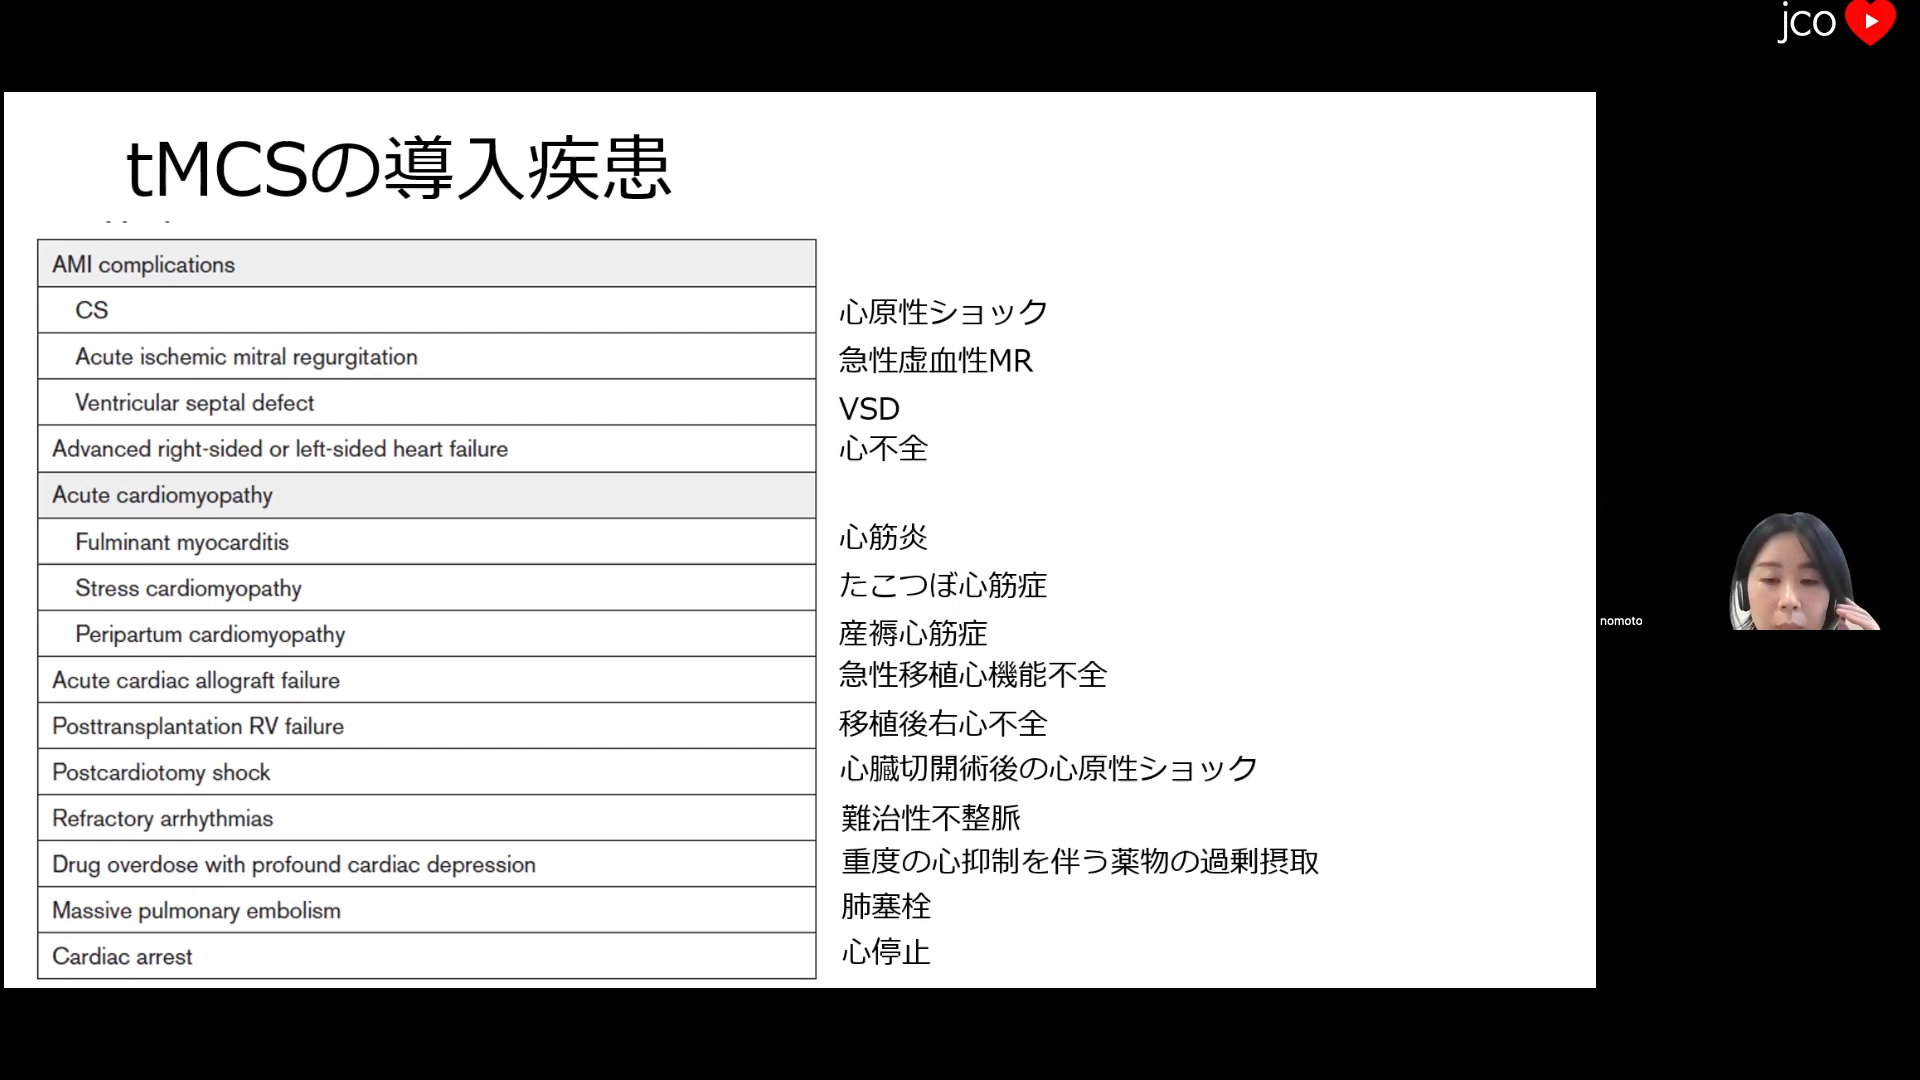 jco
tMCSの導入疾患
AMI complications
CS 心原性ショック
Acute ischemic mitral regurgitation 急性虚血性MR
Ventricular septal defect VSD
Advanced right-sided or left-sided heart failure 心不全
Acute cardiomyopathy
Fulminant myocarditis 心筋炎
Stress cardiomyopathy たこつぼ心筋症
Peripartum cardiomyopathy 産褥心筋症
Acute cardiac allograft failure 急性移植心機能不全
Posttransplantation RV failure 移植後右心不全
Postcardiotomy shock 心臓切開術後の心原性ショック
Refractory arrhythmias 難治性不整脈
Drug overdose with profound cardiac depression 重度の心抑制を伴う薬物の過剰摂取
Massive pulmonary embolism 肺塞栓
Cardiac arrest 心停止
nomoto